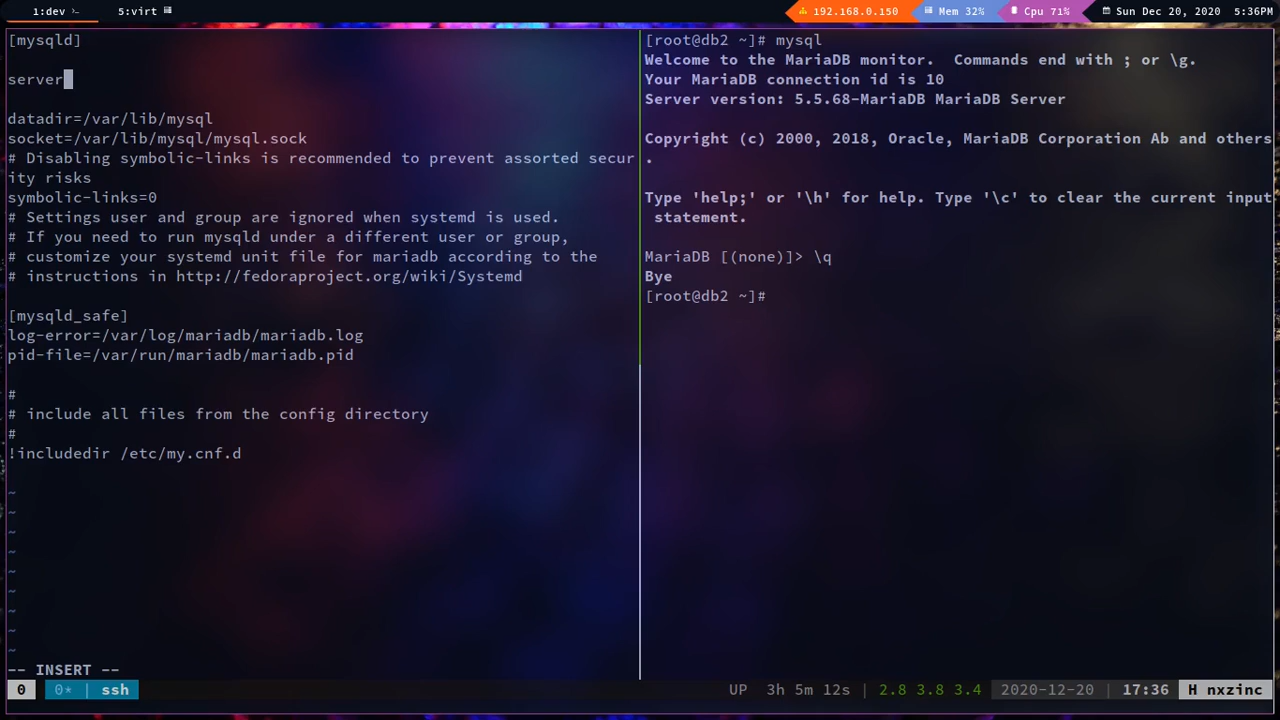 1:dev >_ 5:virt 192.168.0.150 Mem 32% Cpu 71% Sun Dec 20, 2020 5:36PM
[mysqld]
server
datadir=/var/lib/mysql
socket=/var/lib/mysql/mysql.sock
# Disabling symbolic-links is recommended to prevent assorted secur
ity risks
symbolic-links=0
# Settings user and group are ignored when systemd is used.
# If you need to run mysqld under a different user or group,
# customize your systemd unit file for mariadb according to the
# instructions in http://fedoraproject.org/wiki/Systemd
[mysqld_safe]
log-error=/var/log/mariadb/mariadb.log
pid-file=/var/run/mariadb/mariadb.pid
#
# include all files from the config directory
#
!includedir /etc/my.cnf.d
~
~
~
~
~
~
~
~
~
-- INSERT --
[root@db2 ~]# mysql
Welcome to the MariaDB monitor.  Commands end with ; or \g.
Your MariaDB connection id is 10
Server version: 5.5.68-MariaDB MariaDB Server
Copyright (c) 2000, 2018, Oracle, MariaDB Corporation Ab and others
.
Type 'help;' or '\h' for help. Type '\c' to clear the current input
statement.
MariaDB [(none)]> \q
Bye
[root@db2 ~]#
0 0* | ssh UP 3h 5m 12s | 2.8 3.8 3.4 | 2020-12-20 | 17:36 H nxzinc